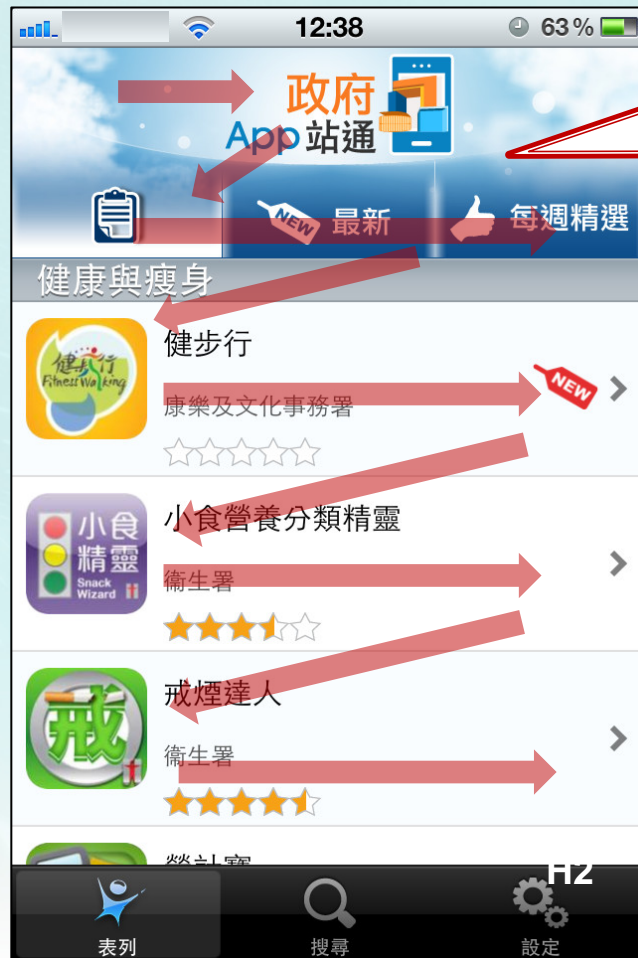 12:38
63%
政府
App站通
NEW 最新
每週精選
健康與瘦身
健步行
Fitness Walking
健步行
康樂及文化事務署
NEW
小食
精靈
Snack
Wizard
小食營養分類精靈
衞生署
戒
戒煙達人
衞生署
H2
表列
搜尋
設定